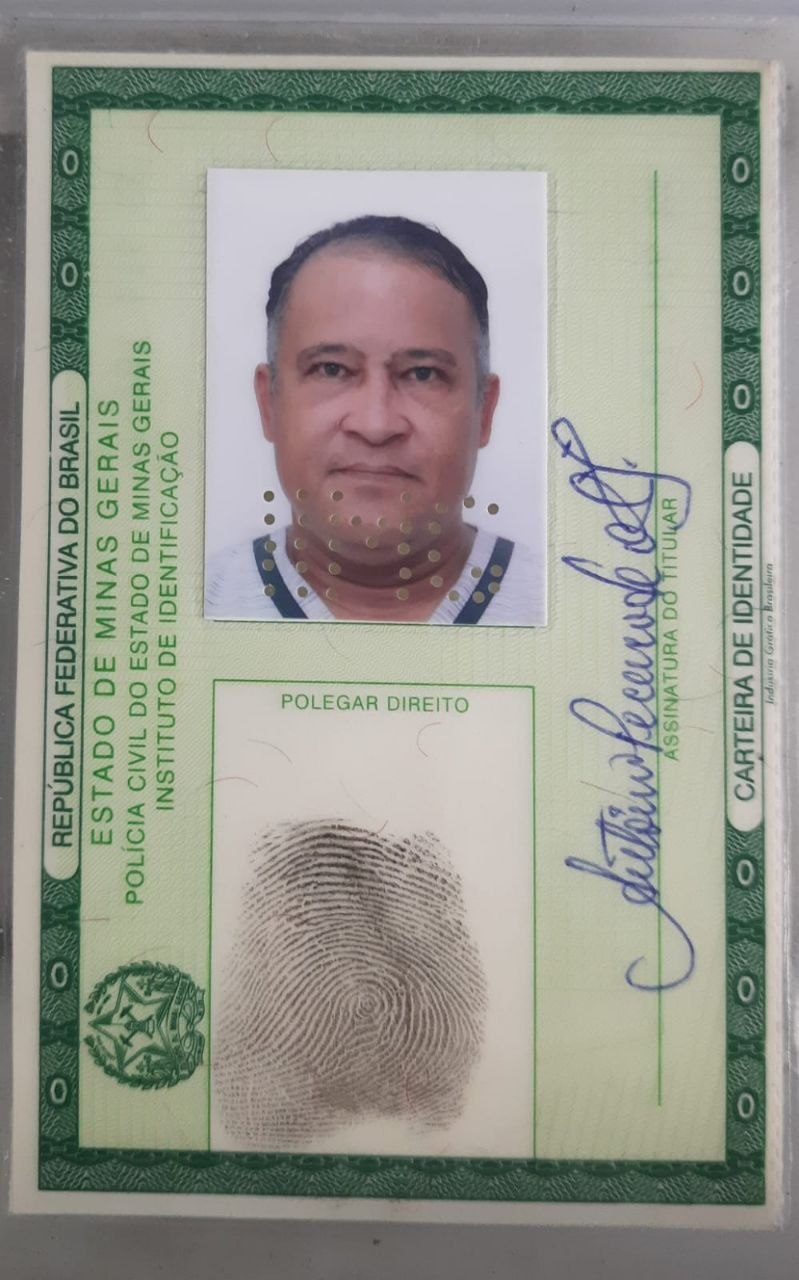 REPÚBLICA FEDERATIVA DO BRASIL
ESTADO DE MINAS GERAIS
POLÍCIA CIVIL DO ESTADO DE MINAS GERAIS
INSTITUTO DE IDENTIFICAÇÃO
POLEGAR DIREITO
ASSINATURA DO TITULAR
CARTEIRA DE IDENTIDADE
Indústria Gráfica Brasileira